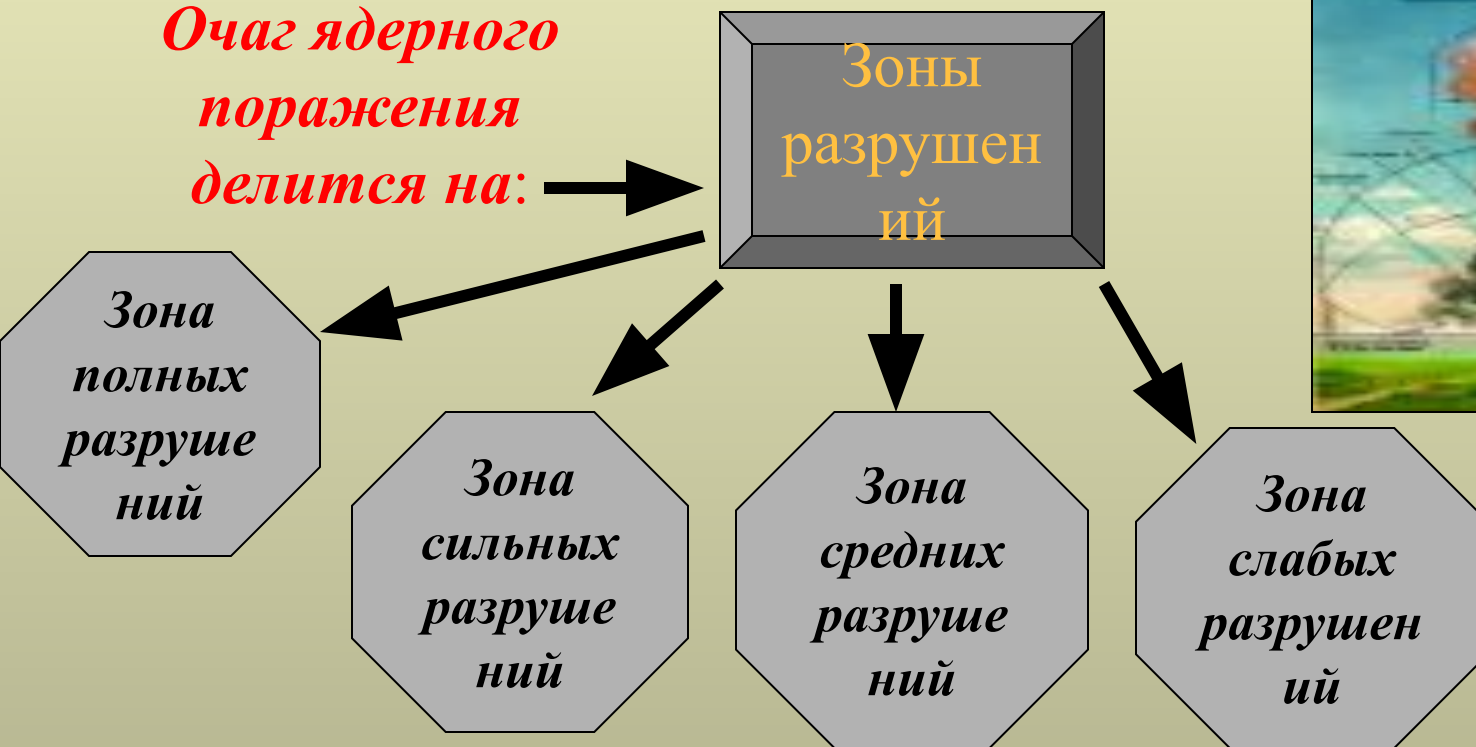 Очаг ядерного
поражения
делится на:
Зоны
разрушен
ий
Зона
полных
разруше
ний
Зона
сильных
разруше
ний
Зона
средних
разруше
ний
Зона
слабых
разрушен
ий